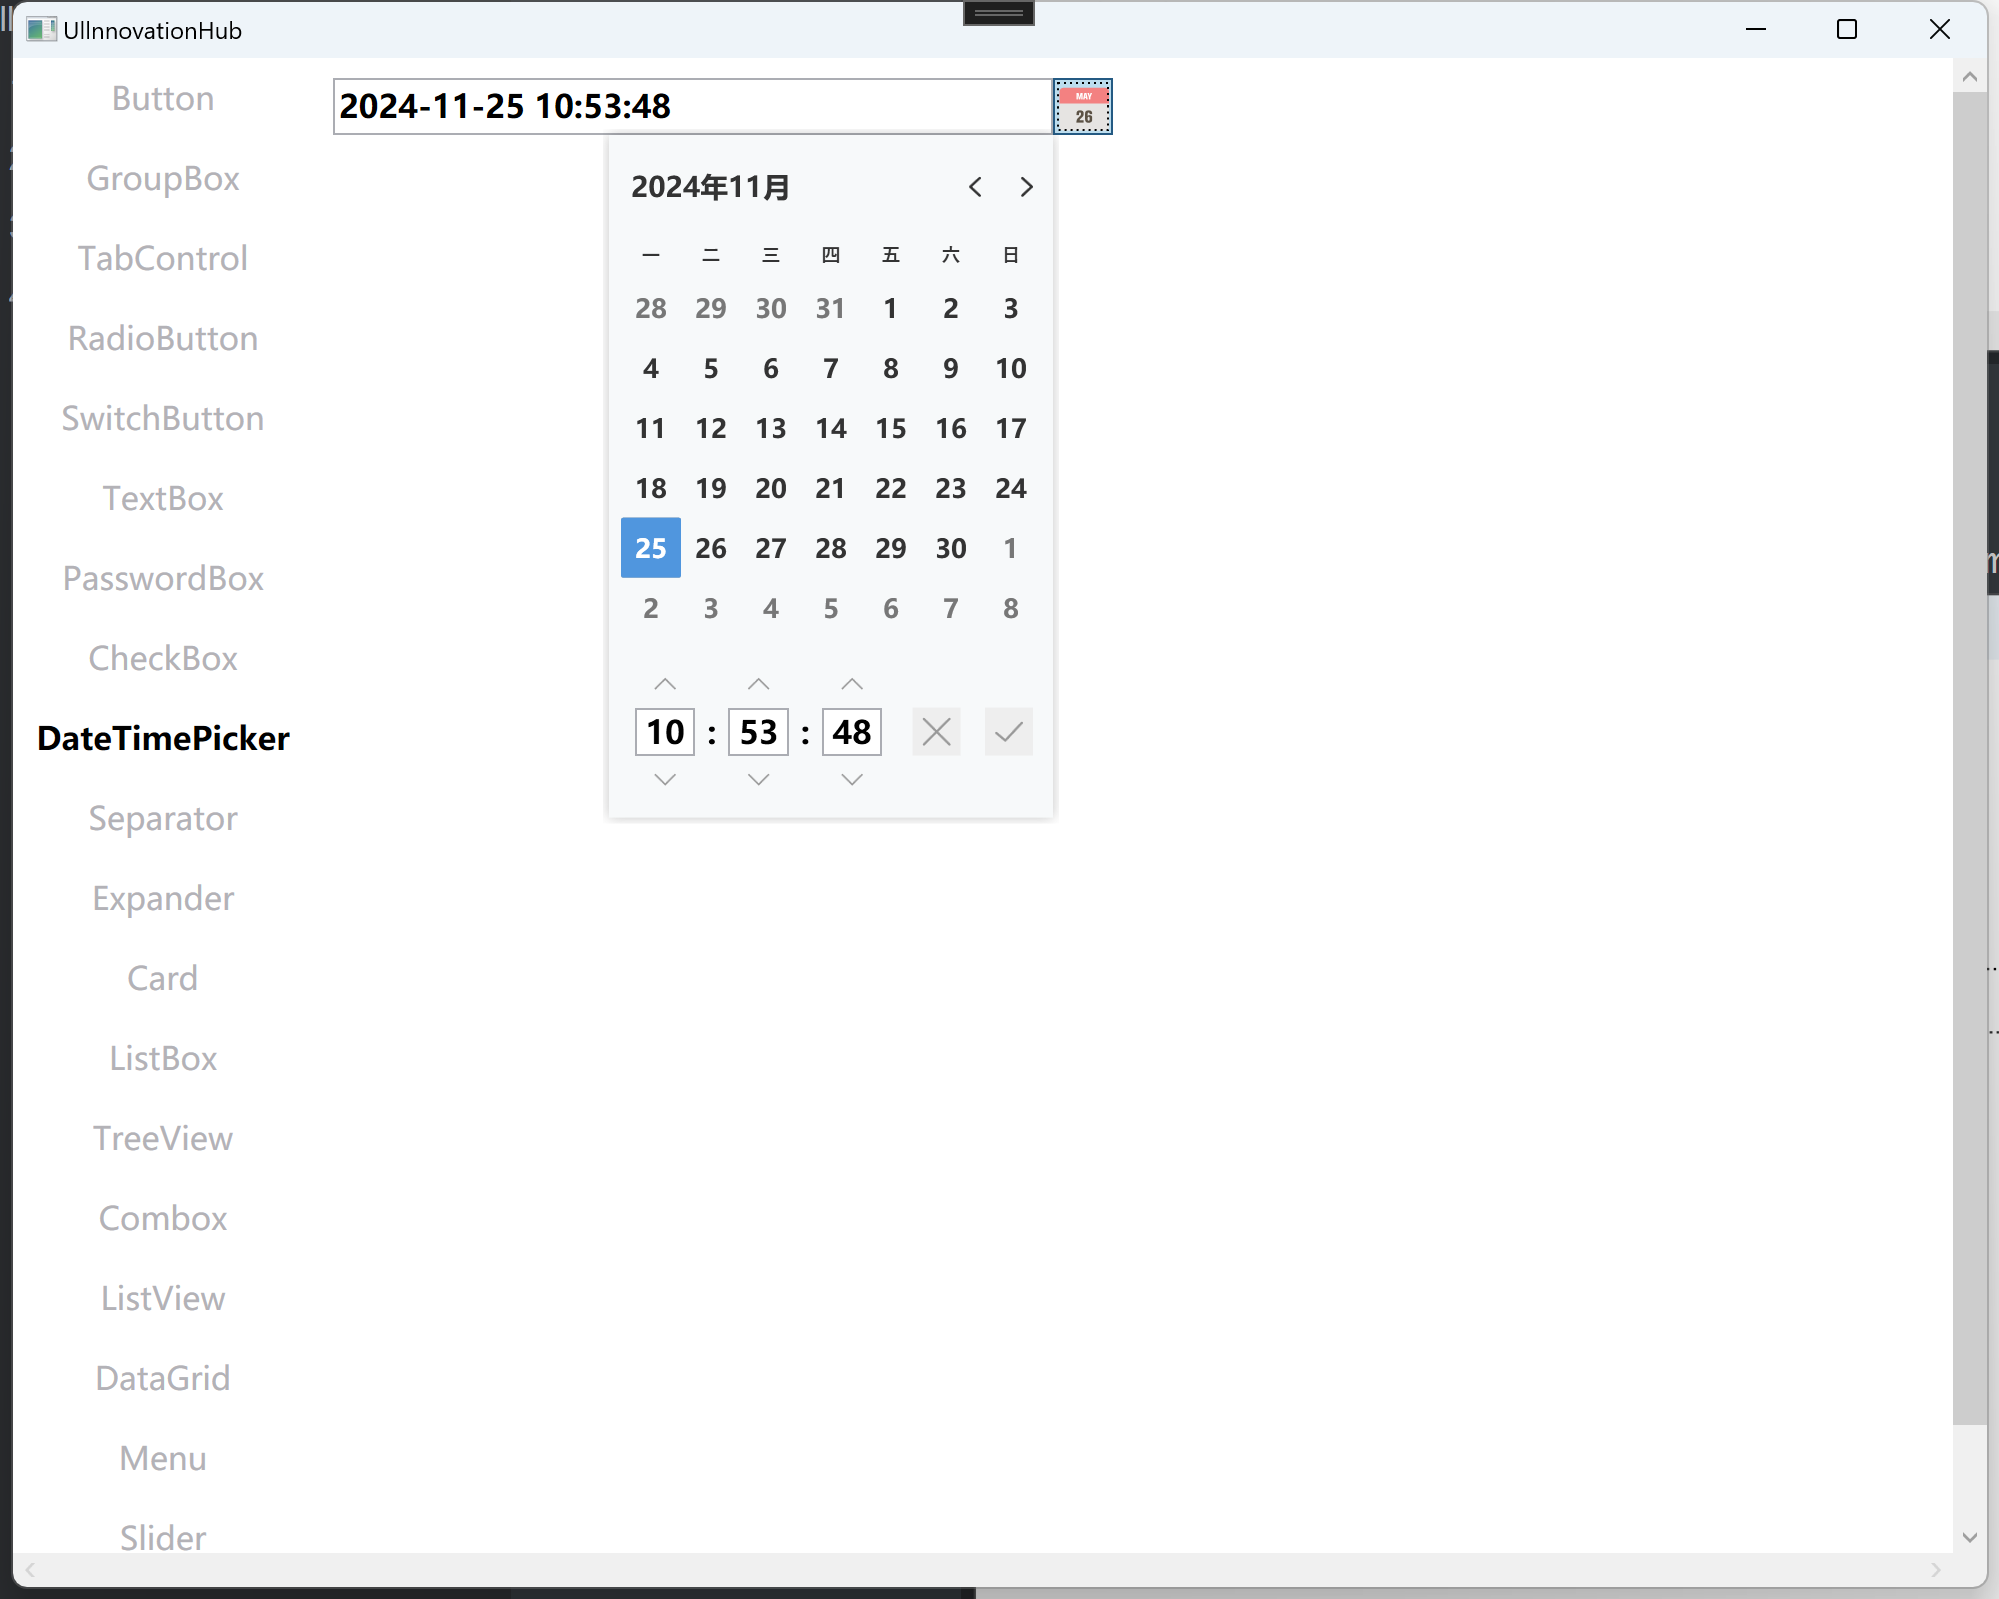 UIInnovationHub
Button
GroupBox
TabControl
RadioButton
SwitchButton
TextBox
PasswordBox
CheckBox
DateTimePicker
Separator
Expander
Card
ListBox
TreeView
Combox
ListView
DataGrid
Menu
Slider
2024-11-25 10:53:48
MAY
26
2024年11月
一 二 三 四 五 六 日
28 29 30 31 1 2 3
4 5 6 7 8 9 10
11 12 13 14 15 16 17
18 19 20 21 22 23 24
25 26 27 28 29 30 1
2 3 4 5 6 7 8
10 : 53 : 48